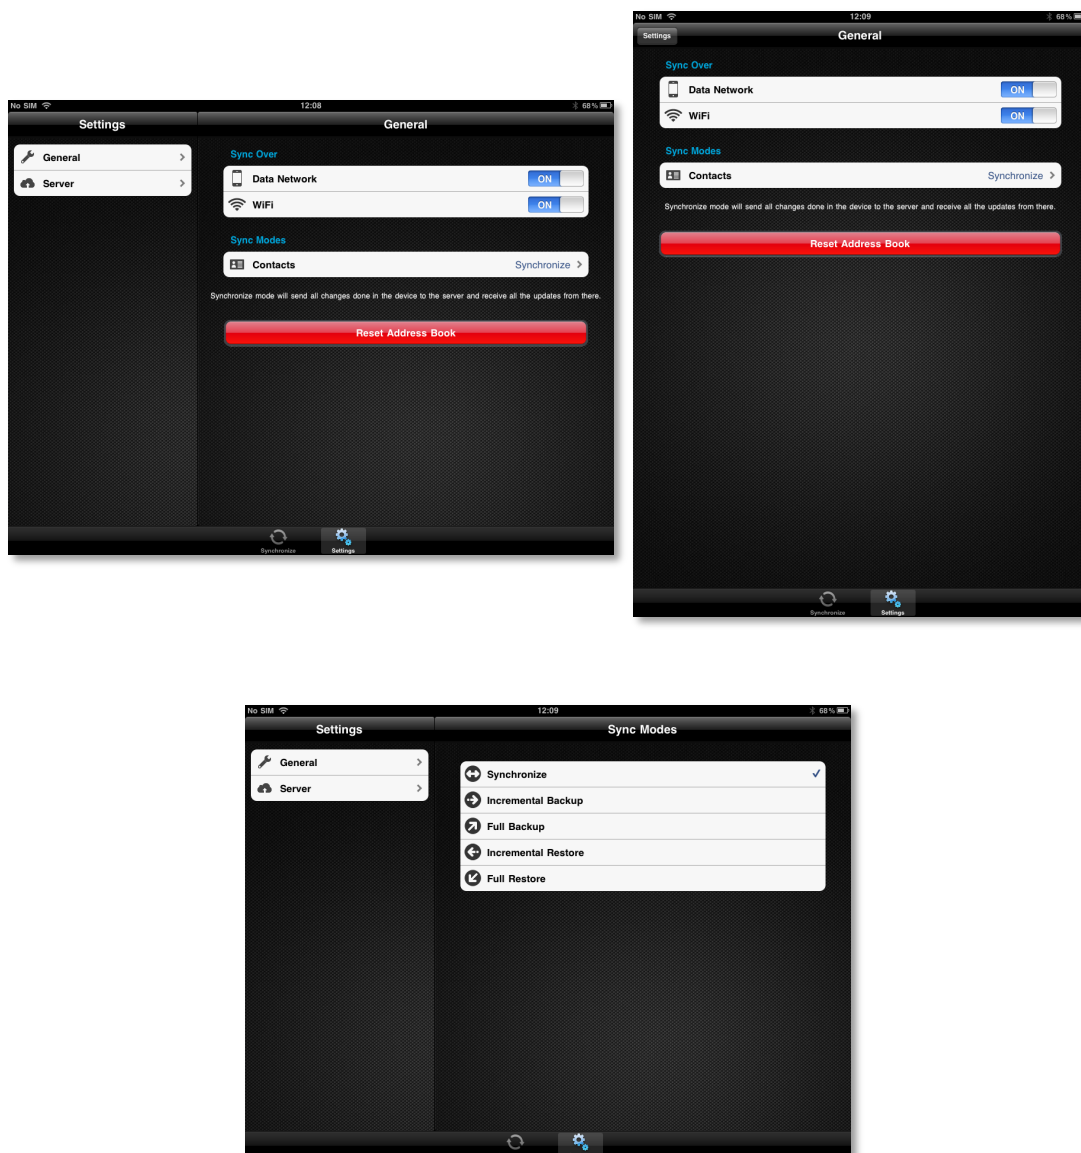 No SIM 12:08 68%
Settings General
General
Server
Sync Over
Data Network ON
WiFi ON
Sync Modes
Contacts Synchronize
Synchronize mode will send all changes done in the device to the server and receive all the updates from there.
Reset Address Book
Synchronize Settings
No SIM 12:09 68%
Settings General
Sync Over
Data Network ON
WiFi ON
Sync Modes
Contacts Synchronize
Synchronize mode will send all changes done in the device to the server and receive all the updates from there.
Reset Address Book
Synchronize Settings
No SIM 12:09 68%
Settings Sync Modes
General
Server
Synchronize
Incremental Backup
Full Backup
Incremental Restore
Full Restore